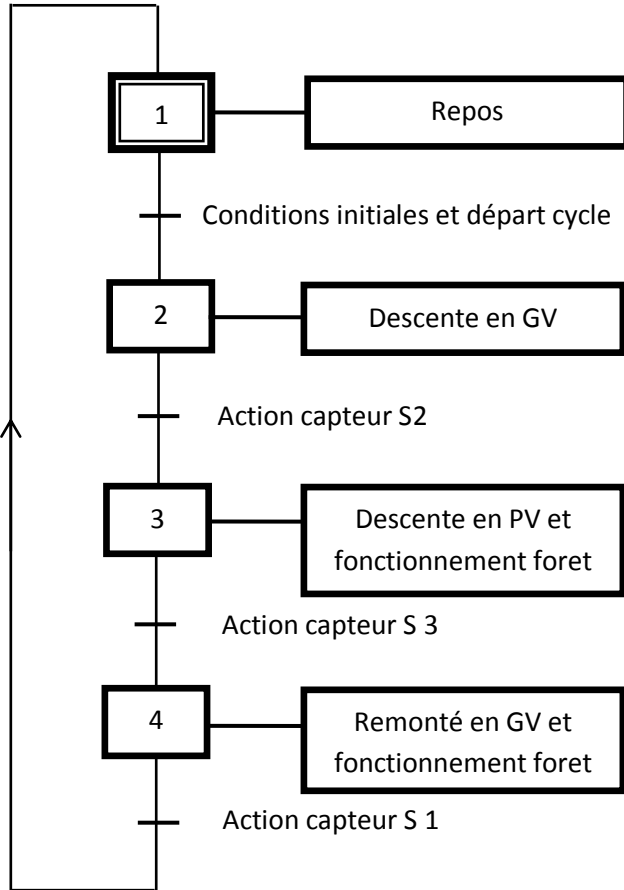 1
Repos
Conditions initiales et départ cycle
2
Descente en GV
Action capteur S2
3
Descente en PV et
fonctionnement foret
Action capteur S 3
4
Remonté en GV et
fonctionnement foret
Action capteur S 1